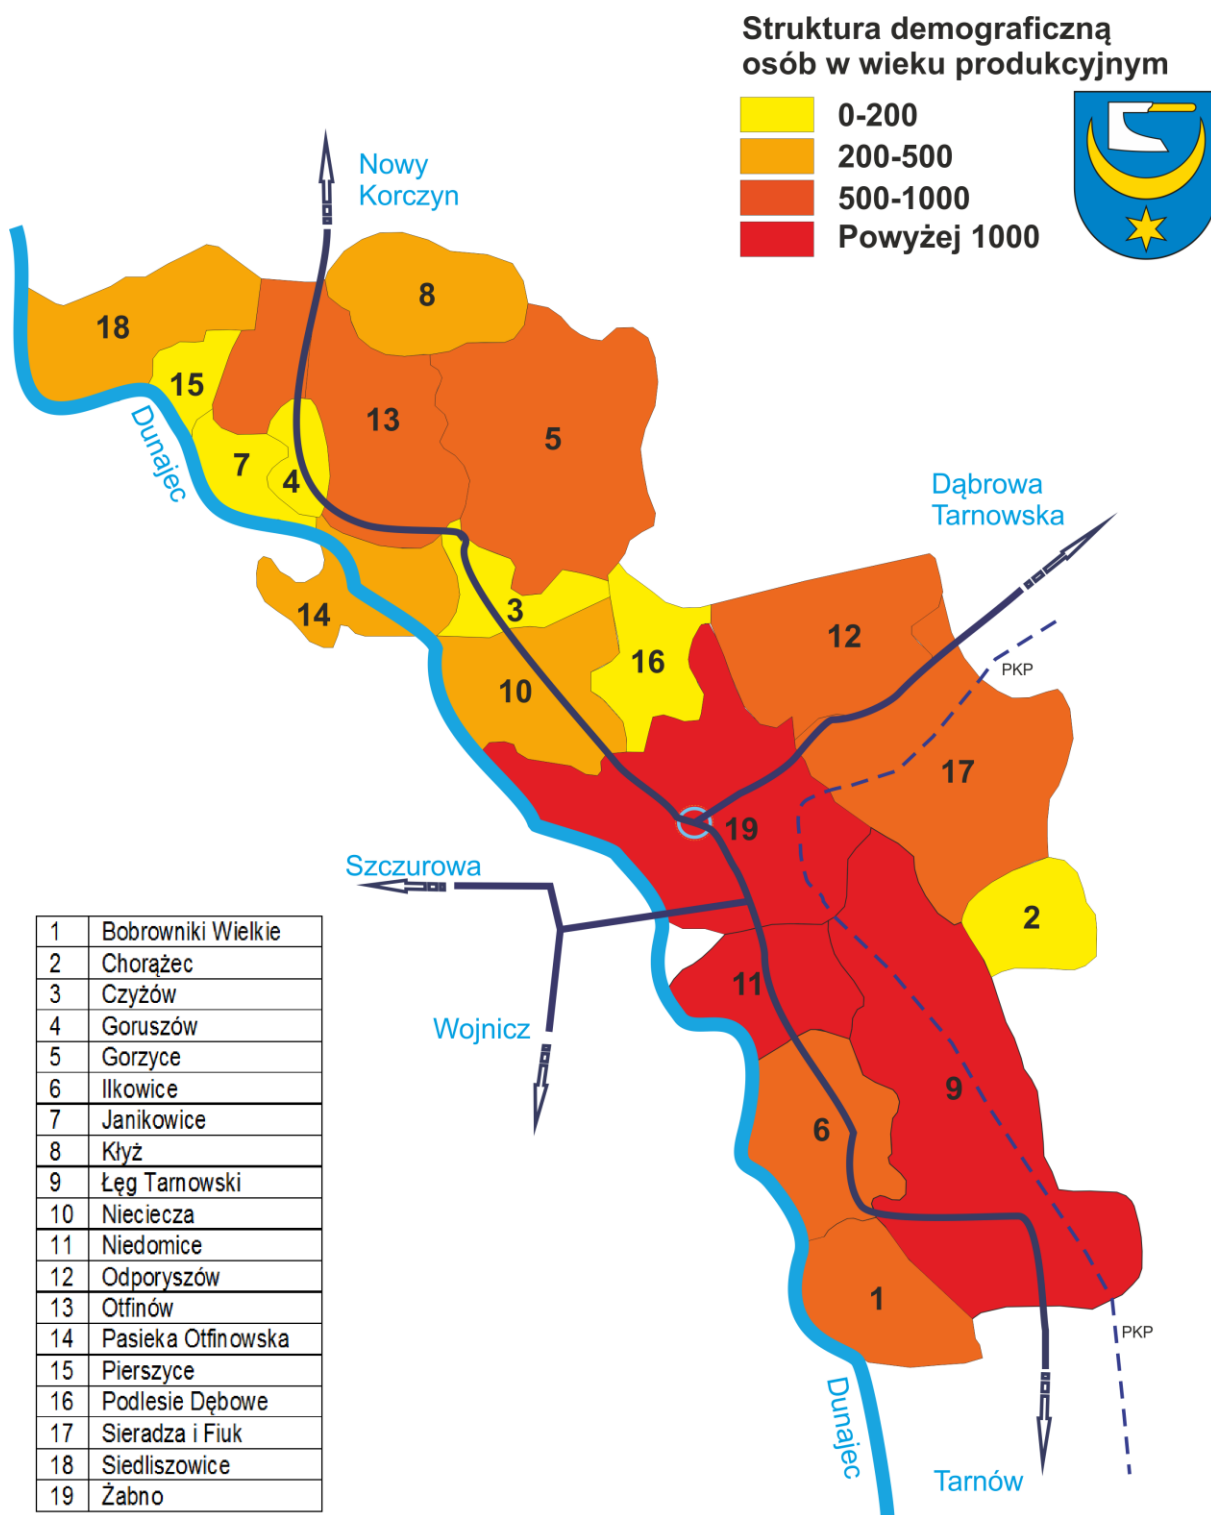 Struktura demograficzną
osób w wieku produkcyjnym
0-200
200-500
500-1000
Powyżej 1000
Nowy
Korczyn
8
18
15
13
5
7
4
Dunajec
Dąbrowa
Tarnowska
14
3
12
16
PKP
10
17
19
Szczurowa
2
11
Wojnicz
9
6
1
PKP
Dunajec
Tarnów
1 Bobrowniki Wielkie
2 Chorążec
3 Czyżów
4 Goruszów
5 Gorzyce
6 Ilkowice
7 Janikowice
8 Kłyż
9 Łęg Tarnowski
10 Nieciecza
11 Niedomice
12 Odporyszów
13 Otfinów
14 Pasieka Otfinowska
15 Pierszyce
16 Podlesie Dębowe
17 Sieradza i Fiuk
18 Siedliszowice
19 Żabno